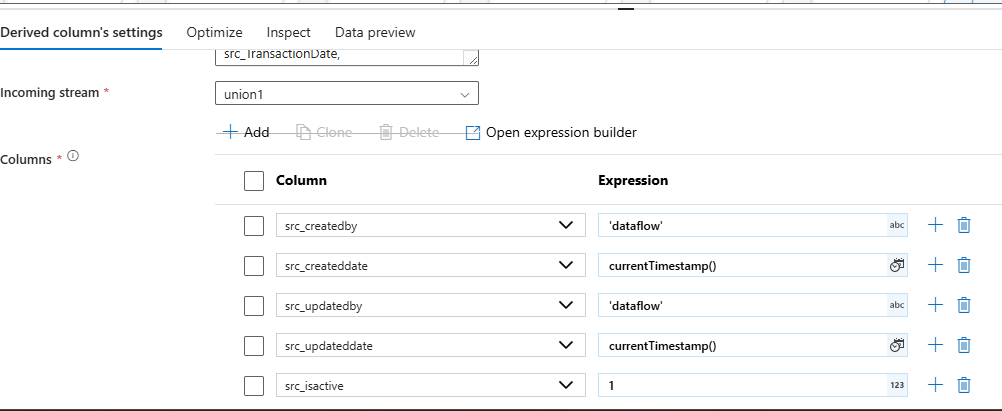 Derived column's settings Optimize Inspect Data preview
src_TransactionDate,
Incoming stream * union1
Add Clone Delete Open expression builder
Columns *
Column Expression
src_createdby 'dataflow' abc
src_createddate currentTimestamp()
src_updatedby 'dataflow' abc
src_updateddate currentTimestamp()
src_isactive 1 123